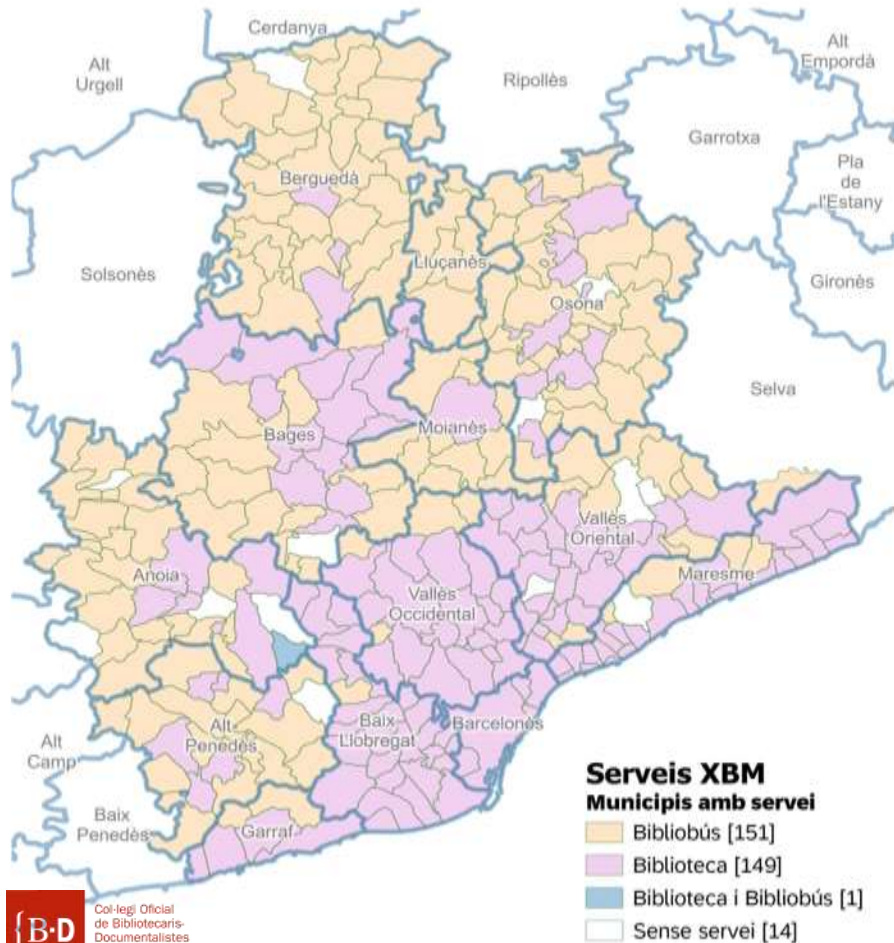 Cerdanya
Alt
Urgell
Ripollès
Alt
Empordà
Garrotxa
Pla
de
l'Estany
Berguedà
Solsonès
Lluçanès
Osona
Gironès
Selva
Bages
Moianès
Vallès
Oriental
Anoia
Maresme
Vallès
Occidental
Alt
Penedès
Baix
Llobregat
Barcelonès
Alt
Camp
Baix
Penedès
Garraf
Serveis XBM
Municipis amb servei
Bibliobús [151]
Biblioteca [149]
Biblioteca i Bibliobús [1]
Sense servei [14]
{B·D
Col·legi Oficial
de Bibliotecaris-
Documentalistes